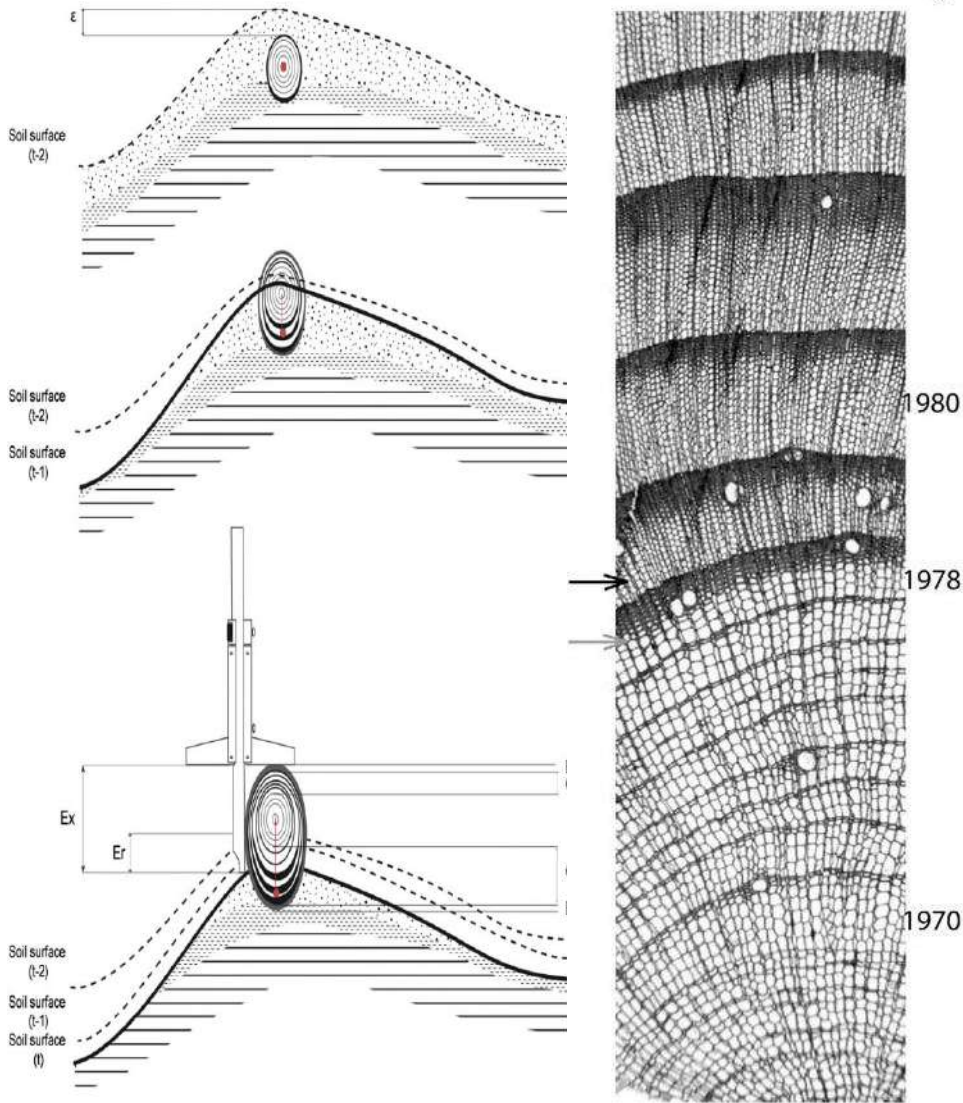 ε
Soil surface
(t-2)
Soil surface
(t-2)
Soil surface
(t-1)
Ex
Er
Soil surface
(t-2)
Soil surface
(t-1)
Soil surface
(t)
1980
1978
1970